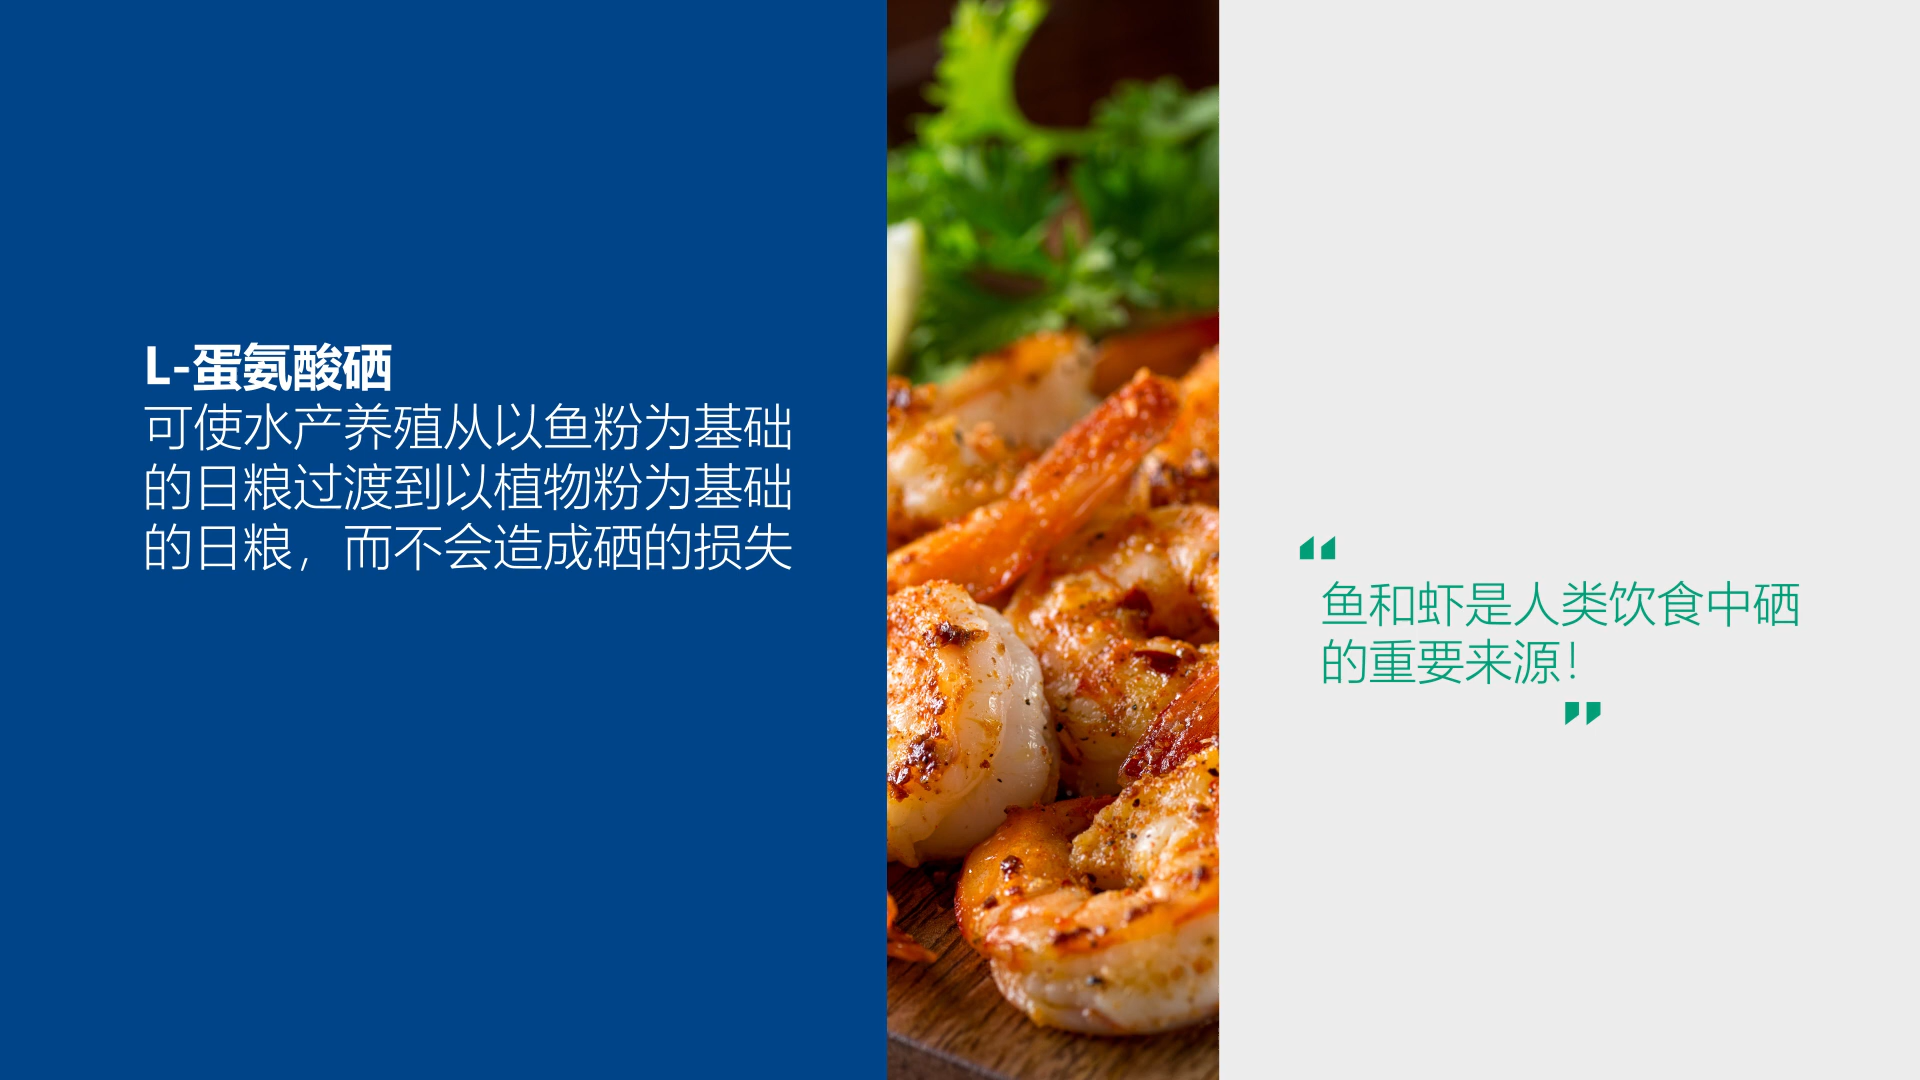 L-蛋氨酸硒
可使水产养殖从以鱼粉为基础
的日粮过渡到以植物粉为基础
的日粮，而不会造成硒的损失
“
鱼和虾是人类饮食中硒
的重要来源！
”